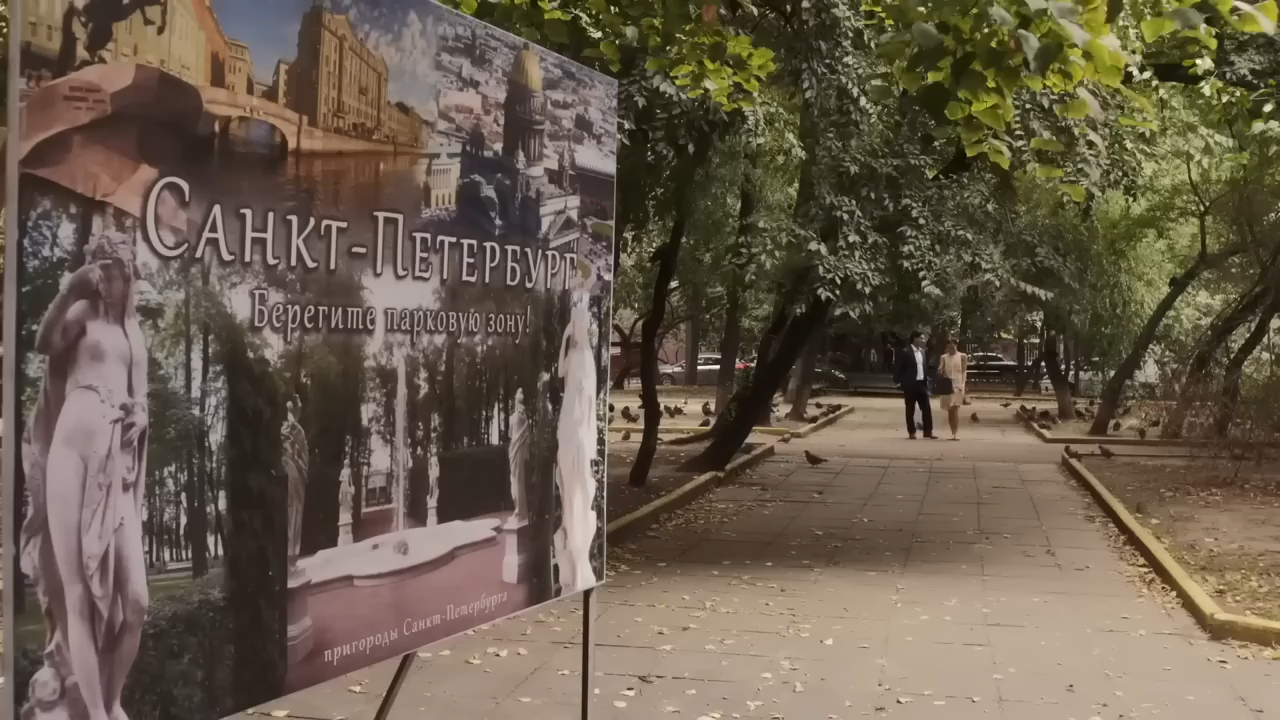 Санкт-Петербург
Берегите парковую зону!
пригороды Санкт-Петербурга